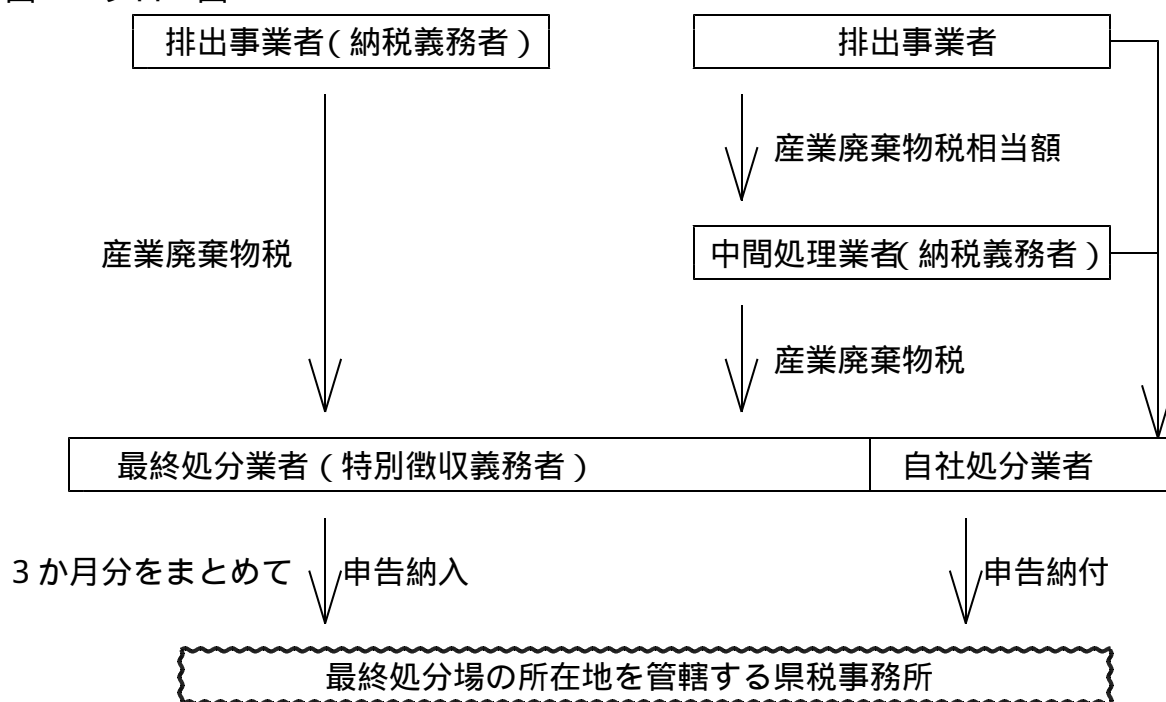 排出事業者(納税義務者)
排出事業者
産業廃棄物税相当額
産業廃棄物税
中間処理業者(納税義務者)
産業廃棄物税
最終処分業者(特別徴収義務者)
自社処分業者
3か月分をまとめて
申告納入
申告納付
最終処分場の所在地を管轄する県税事務所